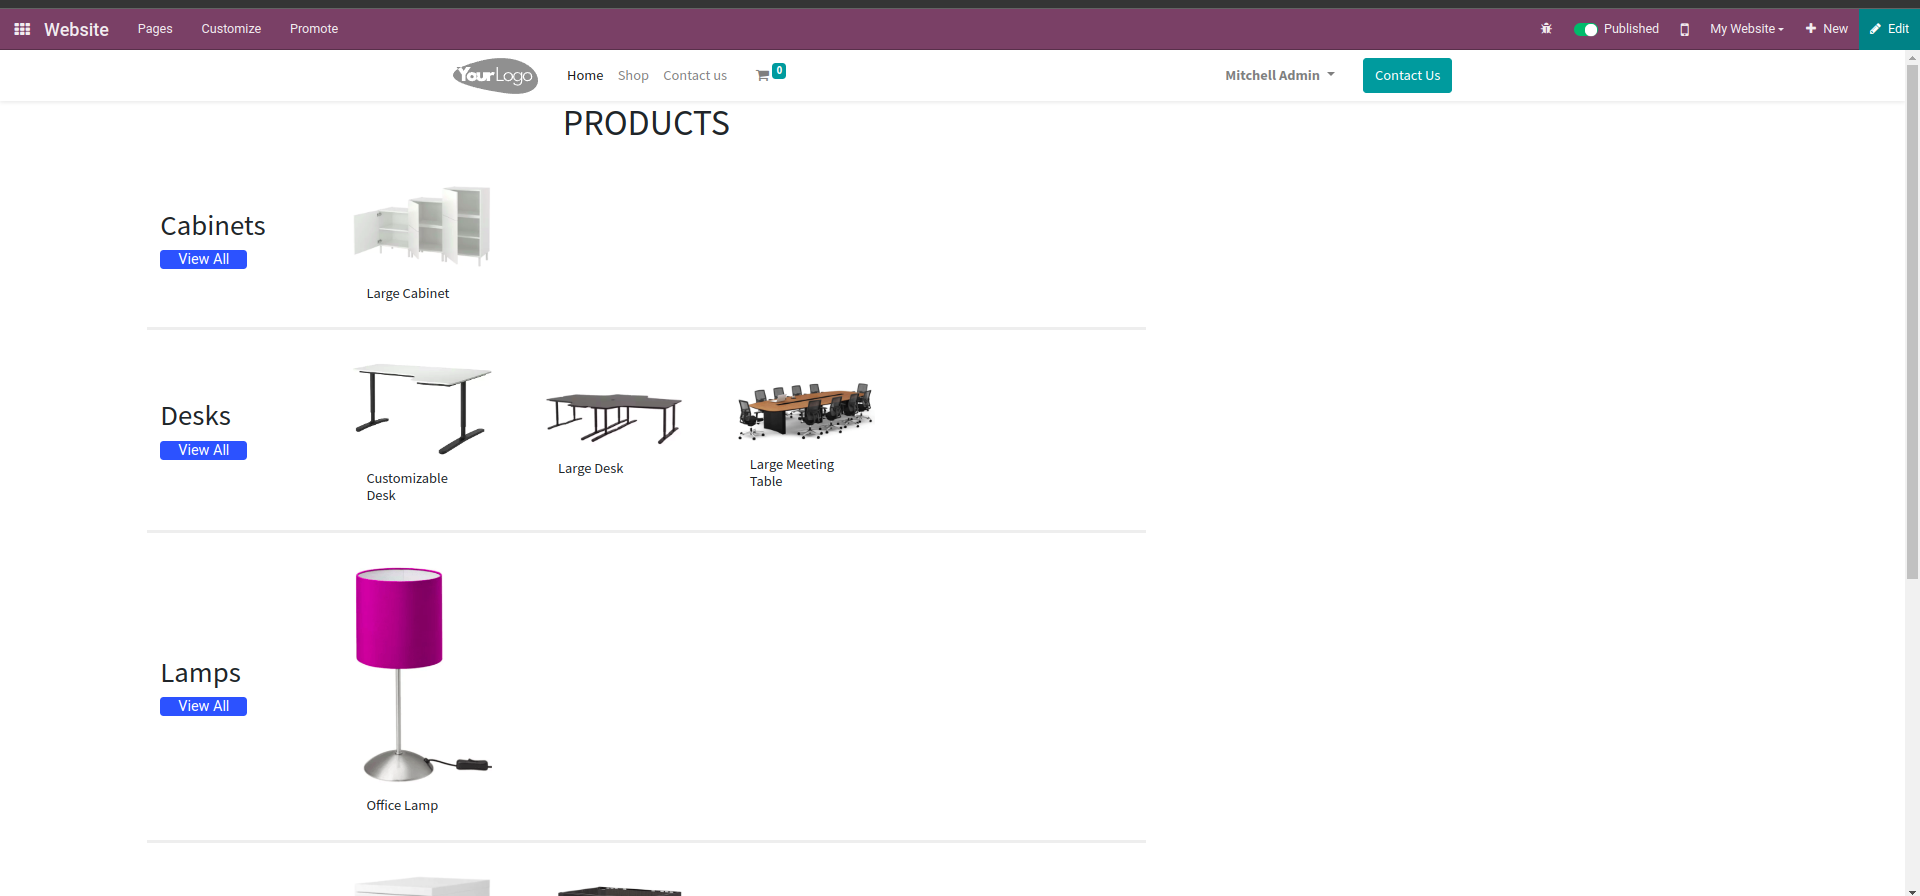 Website Pages Customize Promote Published My Website New Edit
YourLogo Home Shop Contact us 0 Mitchell Admin Contact Us
PRODUCTS
Cabinets
View All
Large Cabinet
Desks
View All
Customizable
Desk
Large Desk
Large Meeting
Table
Lamps
View All
Office Lamp